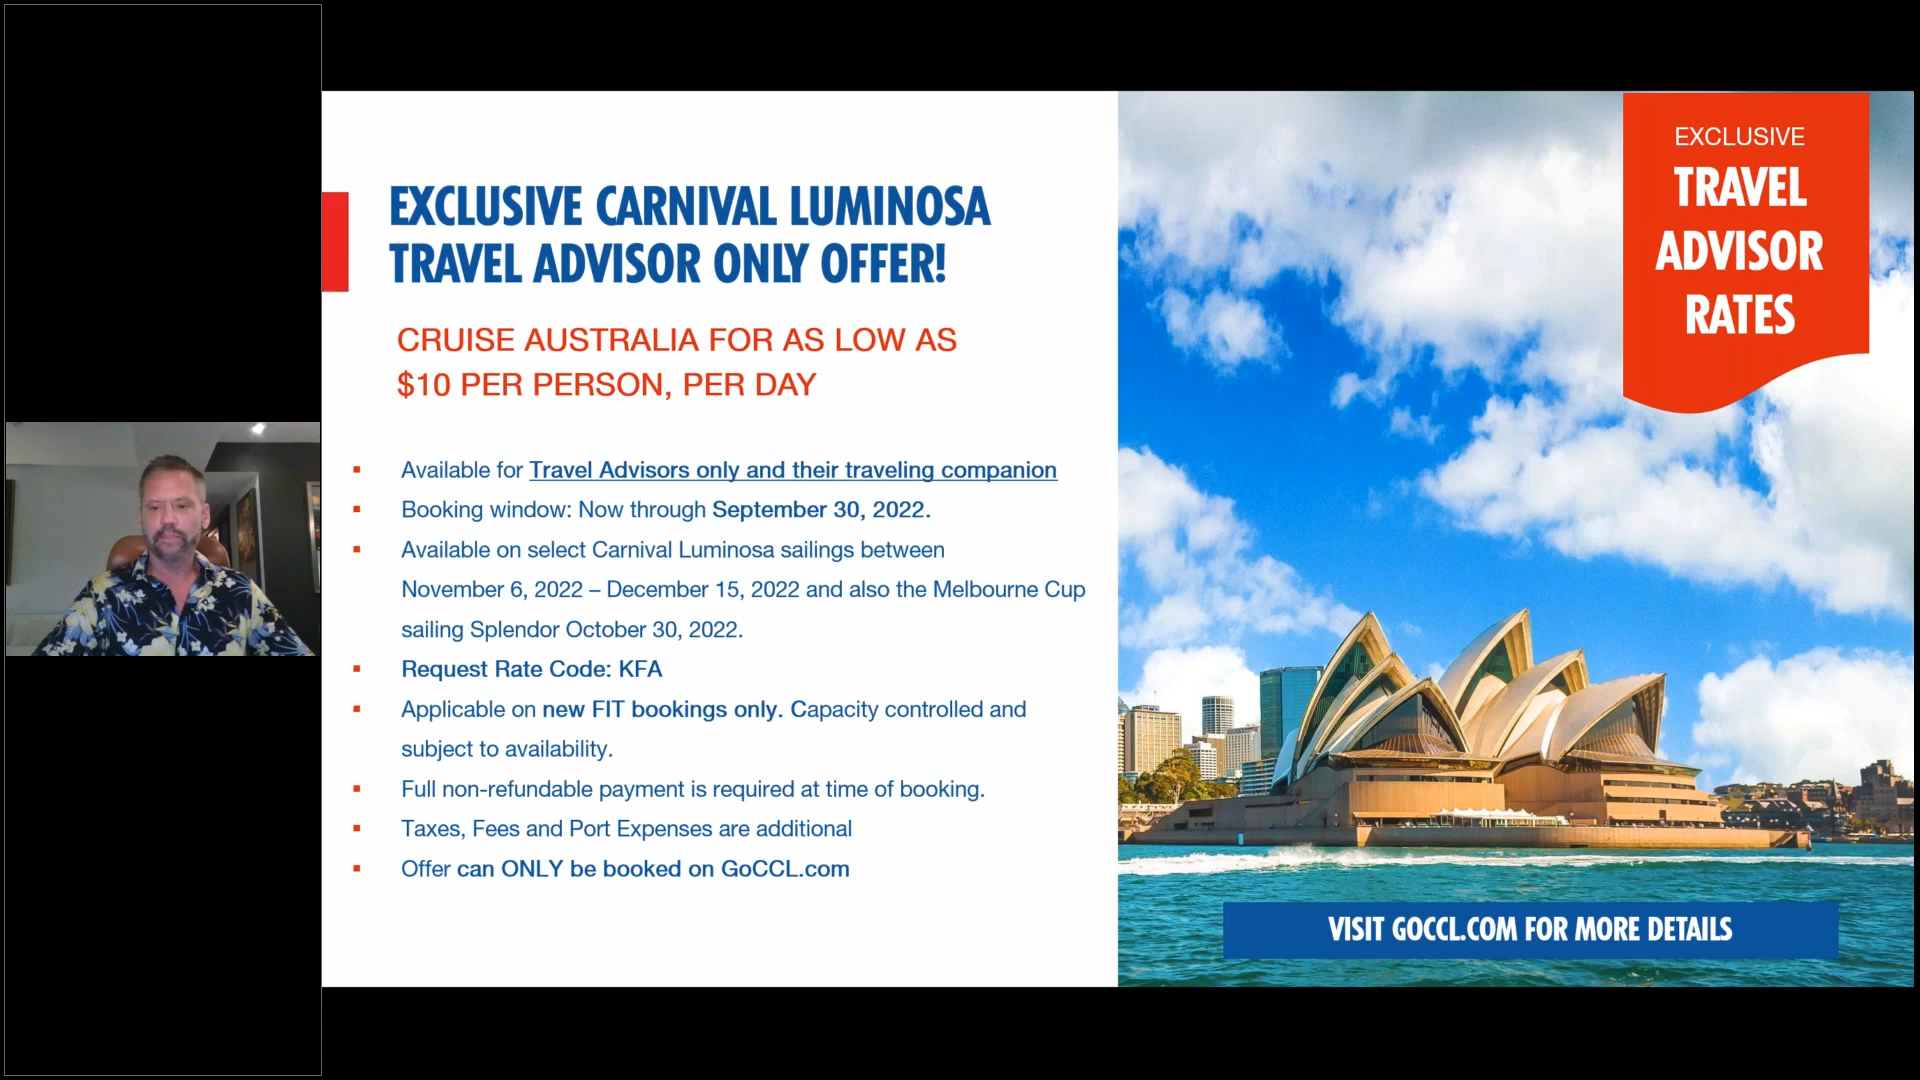 EXCLUSIVE CARNIVAL LUMINOSA
TRAVEL ADVISOR ONLY OFFER!
CRUISE AUSTRALIA FOR AS LOW AS
$10 PER PERSON, PER DAY
Available for Travel Advisors only and their traveling companion
Booking window: Now through September 30, 2022.
Available on select Carnival Luminosa sailings between
November 6, 2022 – December 15, 2022 and also the Melbourne Cup
sailing Splendor October 30, 2022.
Request Rate Code: KFA
Applicable on new FIT bookings only. Capacity controlled and
subject to availability.
Full non-refundable payment is required at time of booking.
Taxes, Fees and Port Expenses are additional
Offer can ONLY be booked on GoCCL.com
EXCLUSIVE
TRAVEL
ADVISOR
RATES
VISIT GOCCL.COM FOR MORE DETAILS